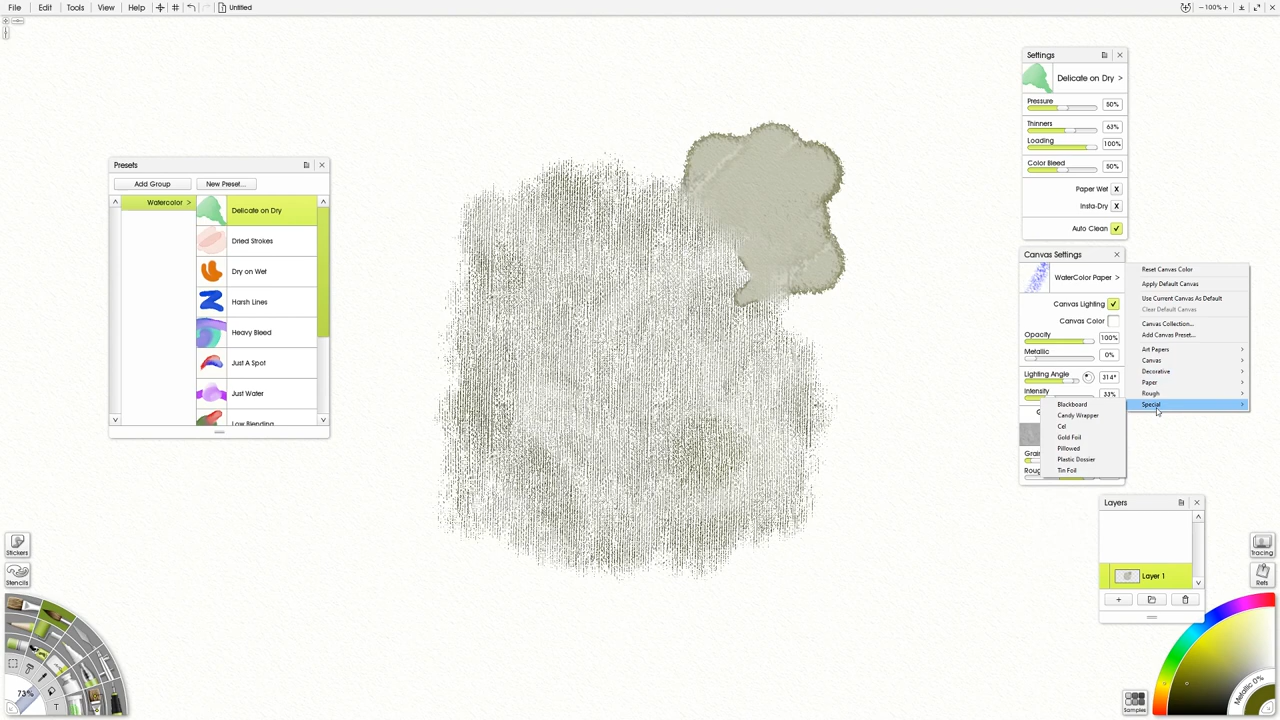 File Edit Tools View Help Untitled −100%+
Settings
Delicate on Dry >
Pressure 50%
Thinners 63%
Loading 100%
Color Bleed 50%
Paper Wet X
Insta-Dry X
Auto Clean
Presets
Add Group New Preset...
Watercolor >
Delicate on Dry
Dried Strokes
Dry on Wet
Harsh Lines
Heavy Bleed
Just A Spot
Just Water
Low Blending
Canvas Settings
WaterColor Paper >
Canvas Lighting
Canvas Color
Opacity 100%
Metallic 0%
Lighting Angle 314°
Intensity 33%
Reset Canvas Color
Apply Default Canvas
Use Current Canvas As Default
Clear Default Canvas
Canvas Collection...
Add Canvas Preset...
Art Papers
Canvas
Decorative
Paper
Rough
Special
Blackboard
Candy Wrapper
Cel
Gold Foil
Pillowed
Plastic Dossier
Tin Foil
Layers
Layer 1
Stickers
Stencils
73%
T
Tracing
Refs
Metallic 0%
Samples